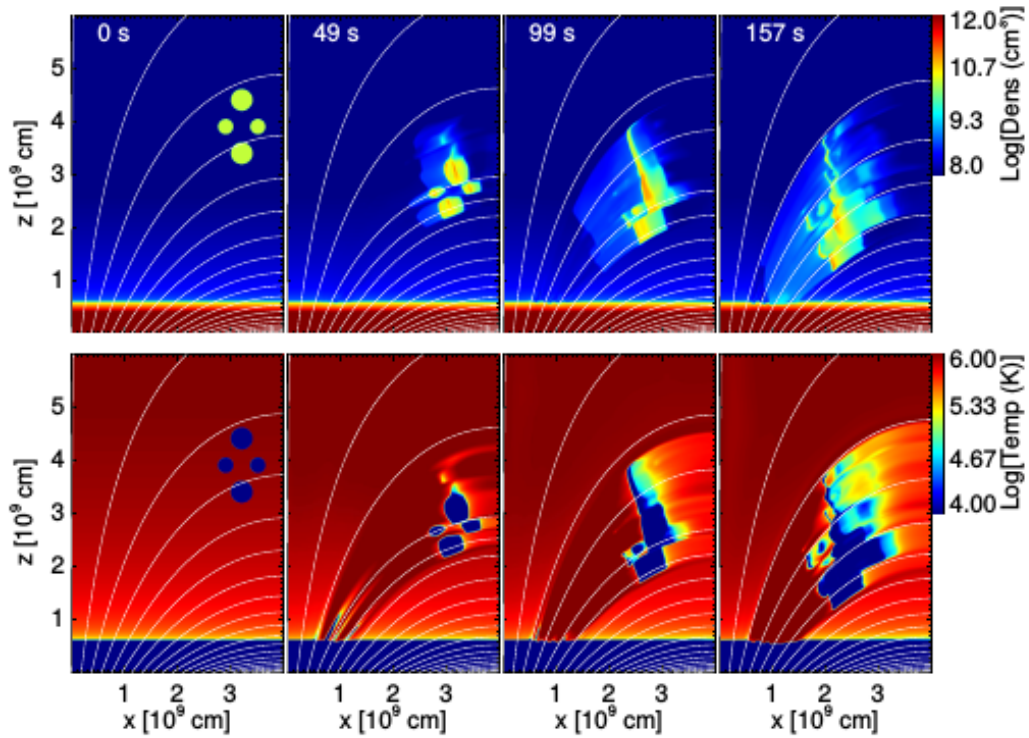 0 s 49 s 99 s 157 s
12.0
10.7
9.3
8.0
Log[Dens (cm⁻³)
5
4
3
2
1
z [10⁹ cm]
6.00
5.33
4.67
4.00
Log[Temp (K)]
5
4
3
2
1
z [10⁹ cm]
1 2 3 1 2 3 1 2 3 1 2 3
x [10⁹ cm] x [10⁹ cm] x [10⁹ cm] x [10⁹ cm]